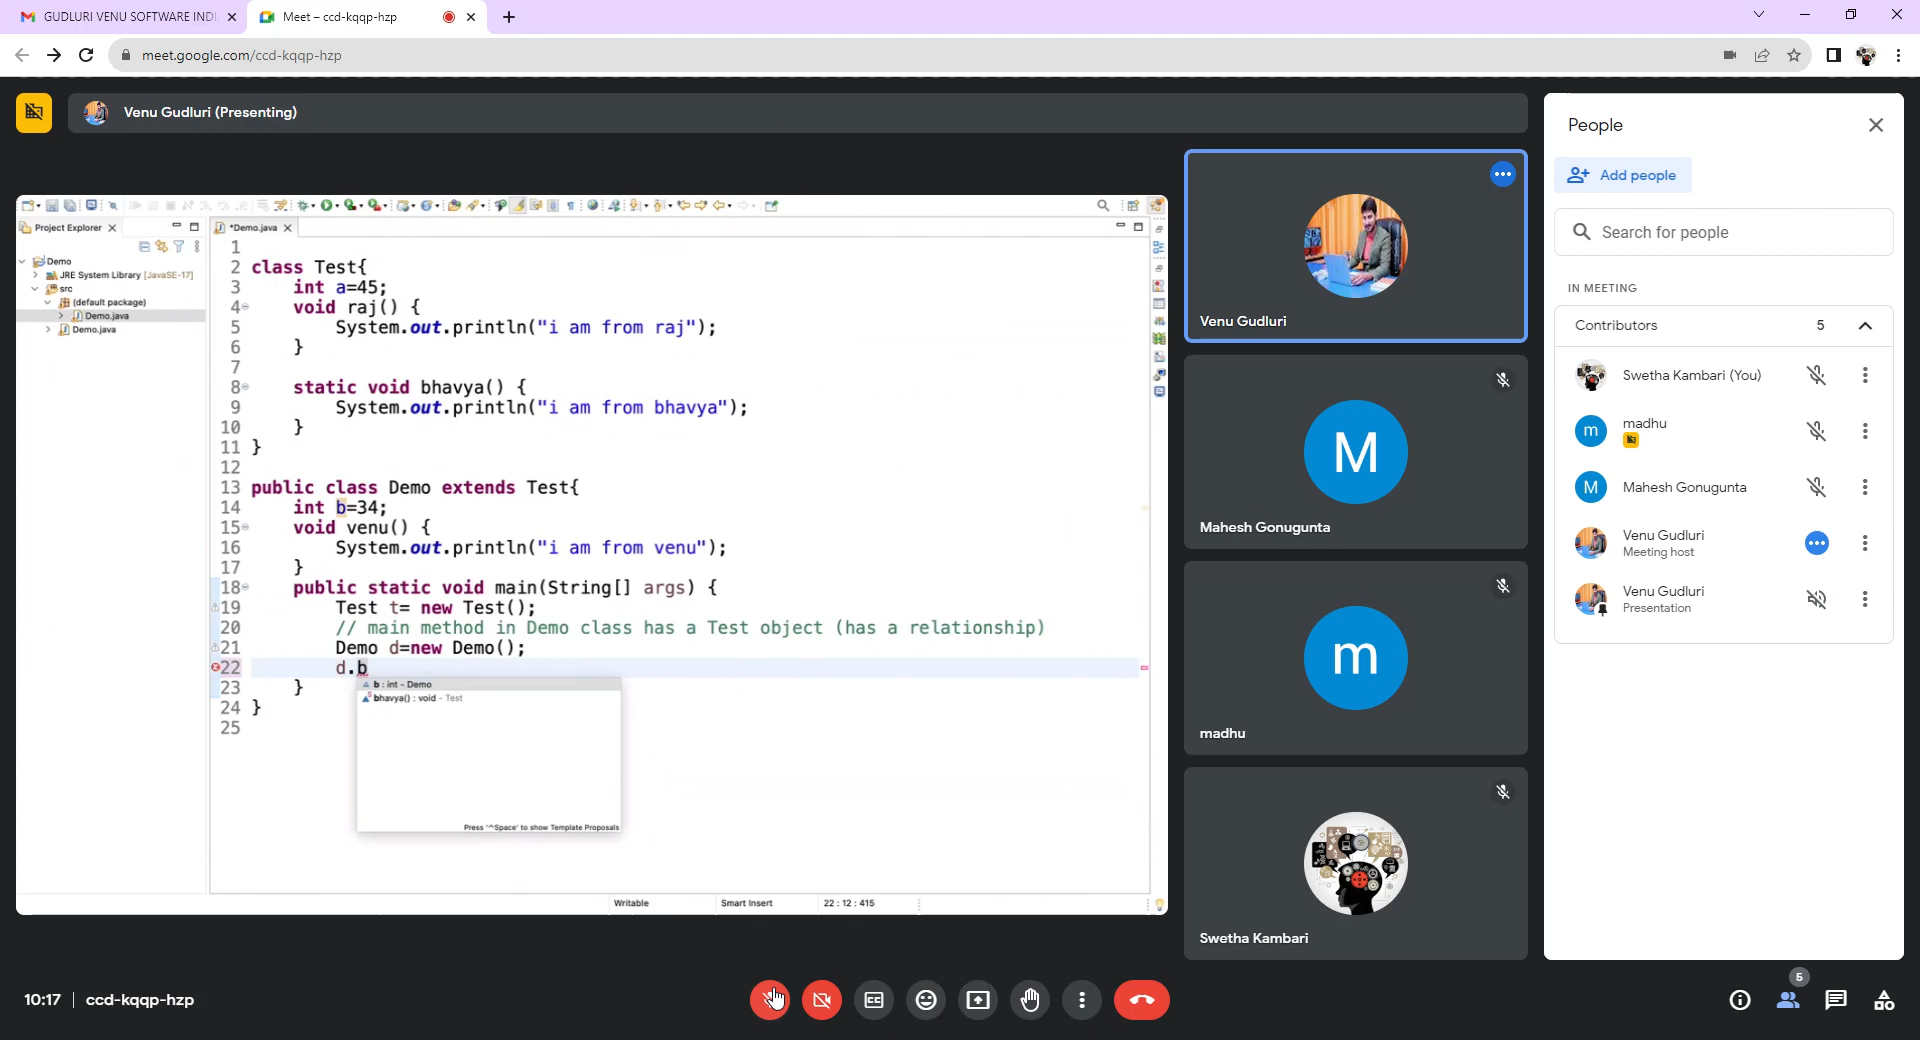 GUDLURI VENU SOFTWARE INDI
Meet – ccd-kqqp-hzp
meet.google.com/ccd-kqqp-hzp
Venu Gudluri (Presenting)
Project Explorer
Demo
JRE System Library [JavaSE-17]
src
(default package)
Demo.java
Demo.java
*Demo.java
1
2 class Test{
3 int a=45;
4 void raj() {
5 System.out.println("i am from raj");
6 }
7
8 static void bhavya() {
9 System.out.println("i am from bhavya");
10 }
11 }
12
13 public class Demo extends Test{
14 int b=34;
15 void venu() {
16 System.out.println("i am from venu");
17 }
18 public static void main(String[] args) {
19 Test t= new Test();
20 // main method in Demo class has a Test object (has a relationship)
21 Demo d=new Demo();
22 d.b
23 }
24 }
25
b : int - Demo
bhavya() : void - Test
Press '^Space' to show Template Proposals
Writable
Smart Insert
22 : 12 : 415
Venu Gudluri
M
Mahesh Gonugunta
m
madhu
Swetha Kambari
People
Add people
Search for people
IN MEETING
Contributors 5
Swetha Kambari (You)
m
madhu
M
Mahesh Gonugunta
Venu Gudluri
Meeting host
Venu Gudluri
Presentation
10:17 | ccd-kqqp-hzp
5